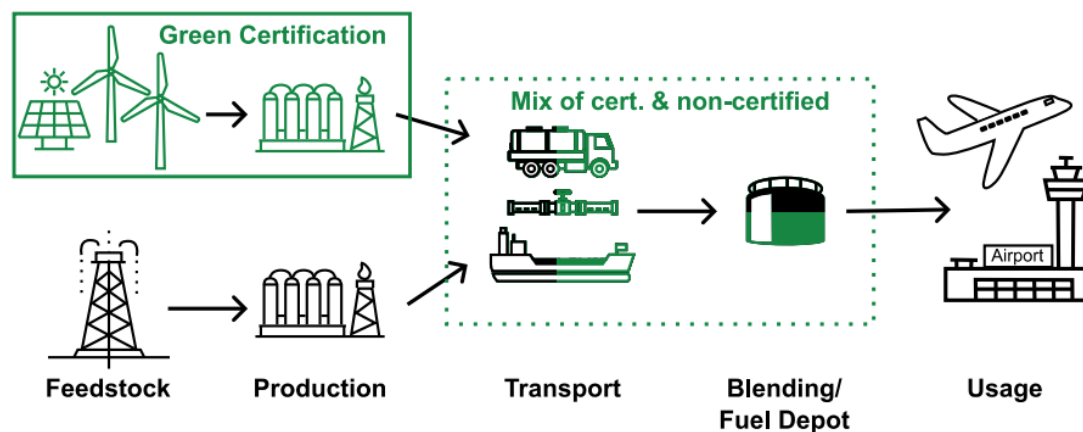 Green Certification
Mix of cert. & non-certified
Airport
Feedstock
Production
Transport
Blending/
Fuel Depot
Usage